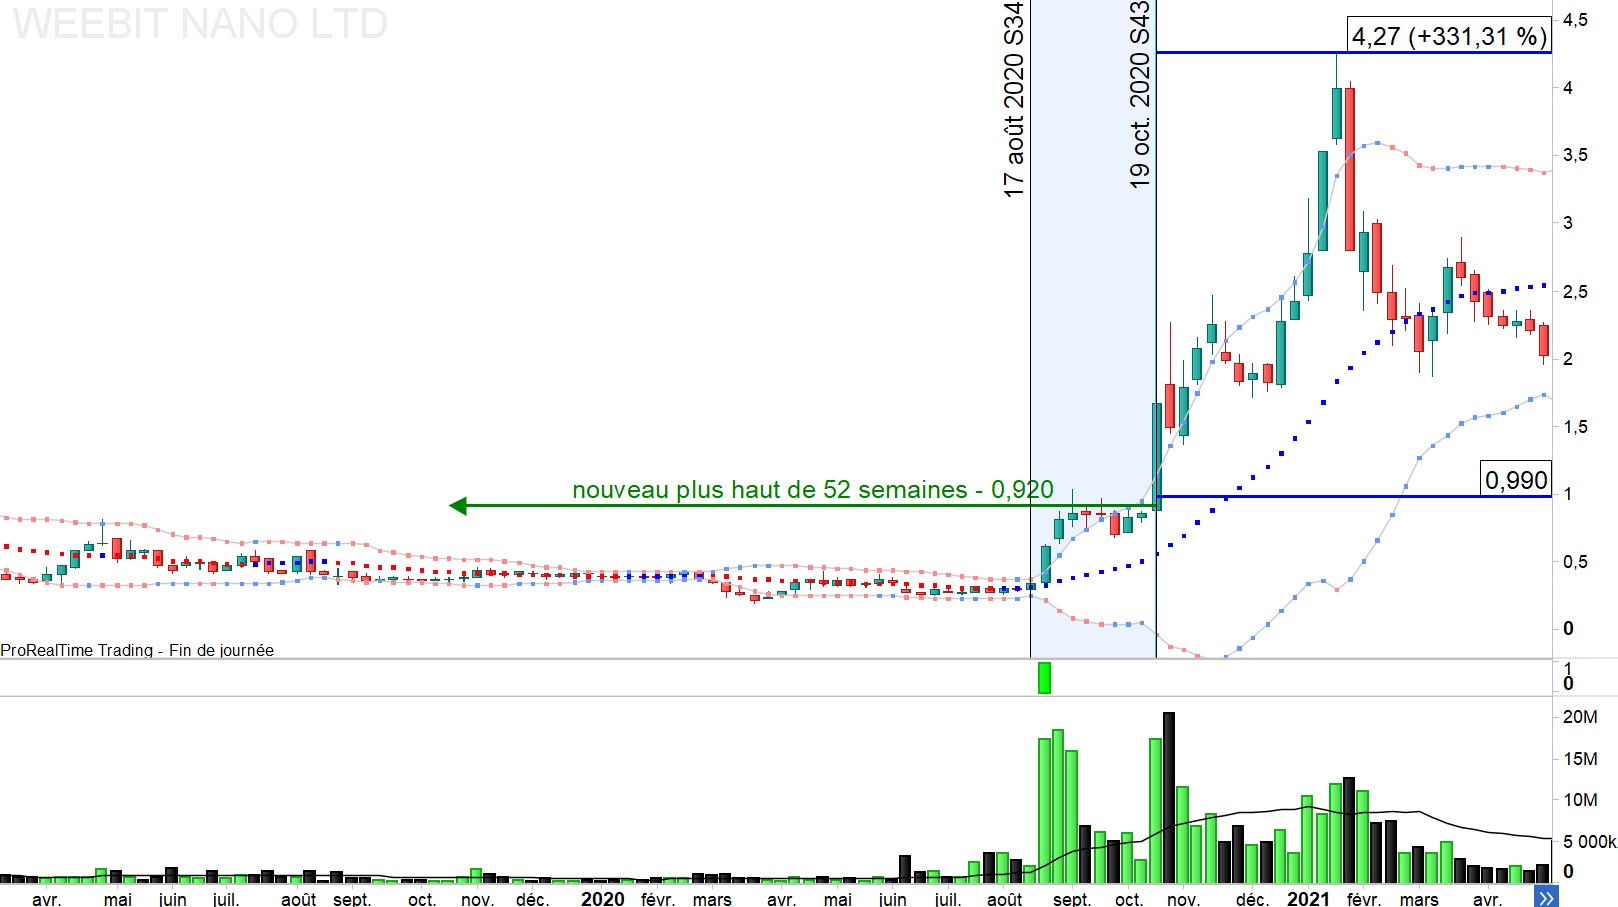 WEEBIT NANO LTD
17 août 2020 S34
19 oct. 2020 S43
4,27 (+331,31 %)
nouveau plus haut de 52 semaines - 0,920
0,990
4,5
4
3,5
3
2,5
2
1,5
1
0,5
0
ProRealTime Trading - Fin de journée
1
0
20M
15M
10M
5 000k
0
avr. mai juin juil. août sept. oct. nov. déc. 2020 févr. mars avr. mai juin juil. août sept. oct. nov. déc. 2021 févr. mars avr.